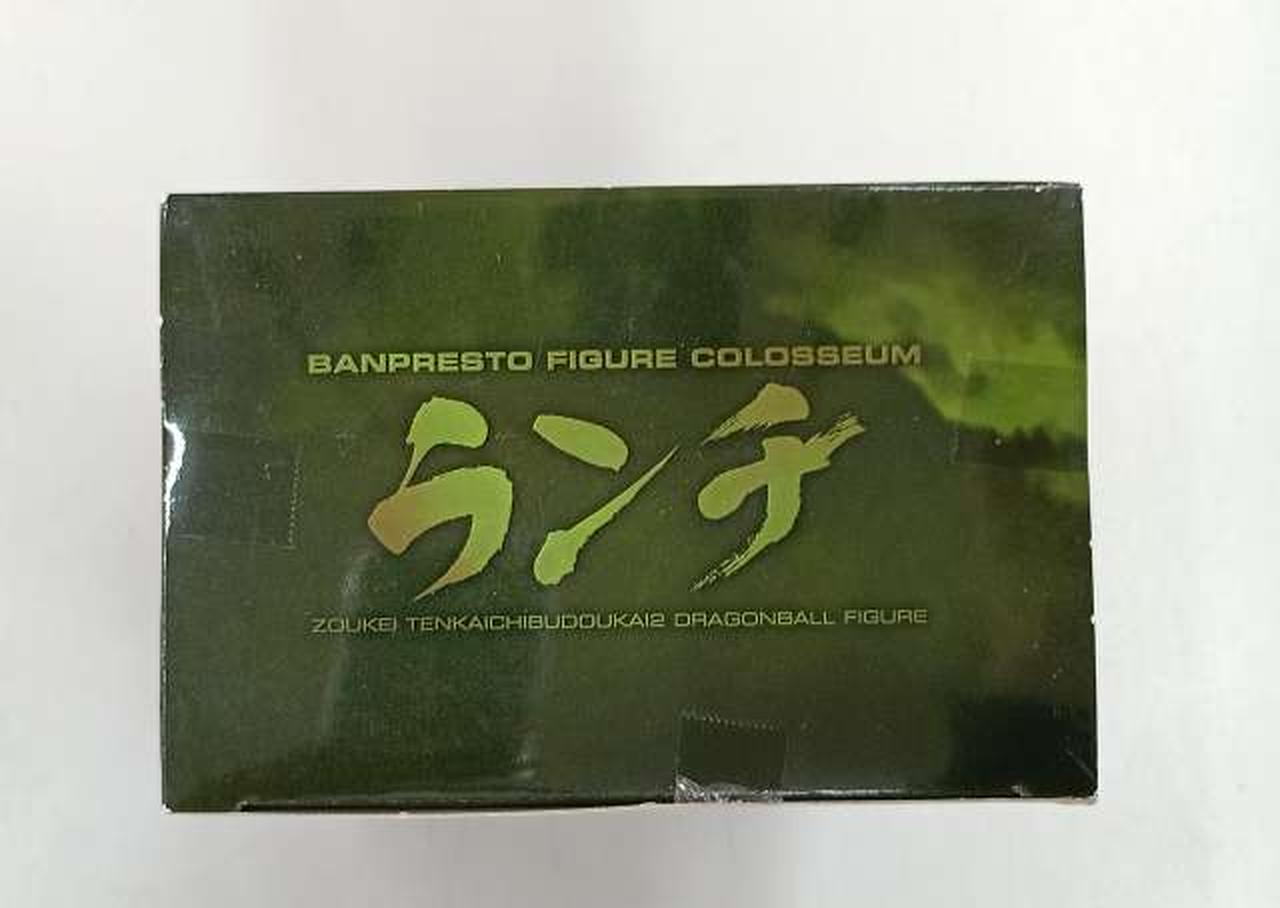 BANPRESTO FIGURE COLOSSEUM
ランチ
ZOUKEI TENKAICHIBUDOUKAI2 DRAGONBALL FIGURE